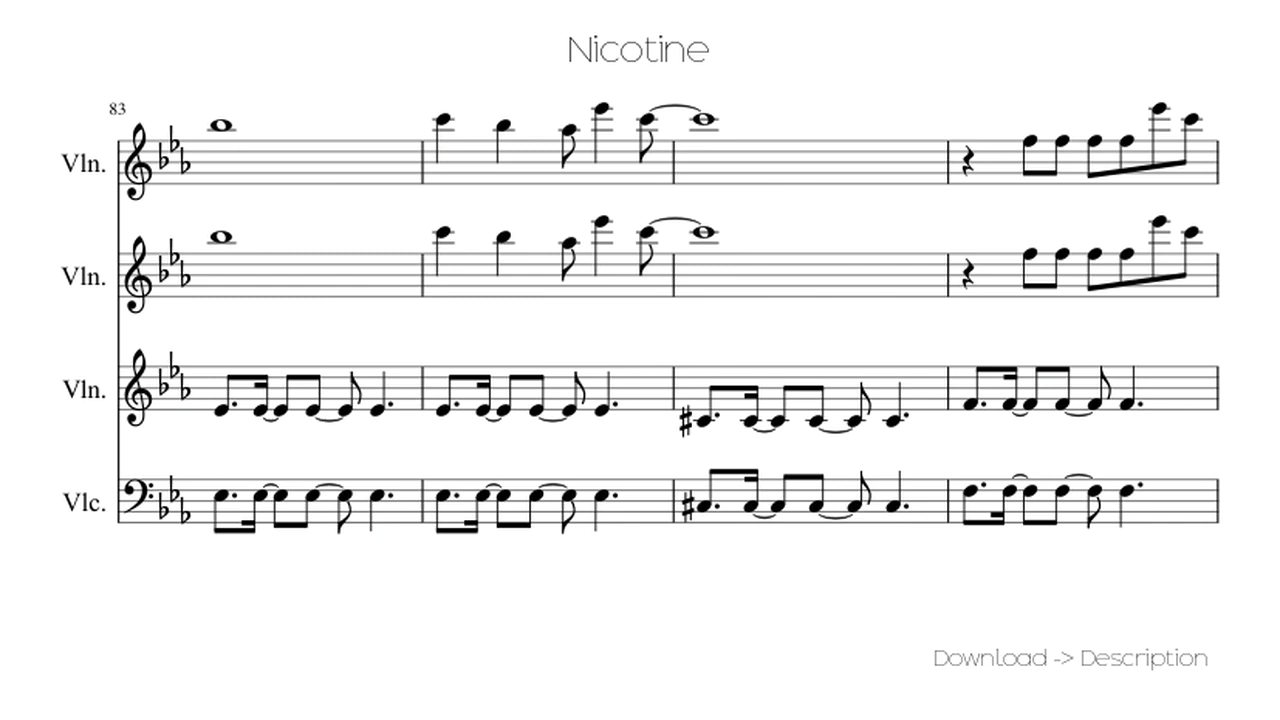 Nicotine
83
Vln.
Vln.
Vln.
Vlc.
Download -> Description